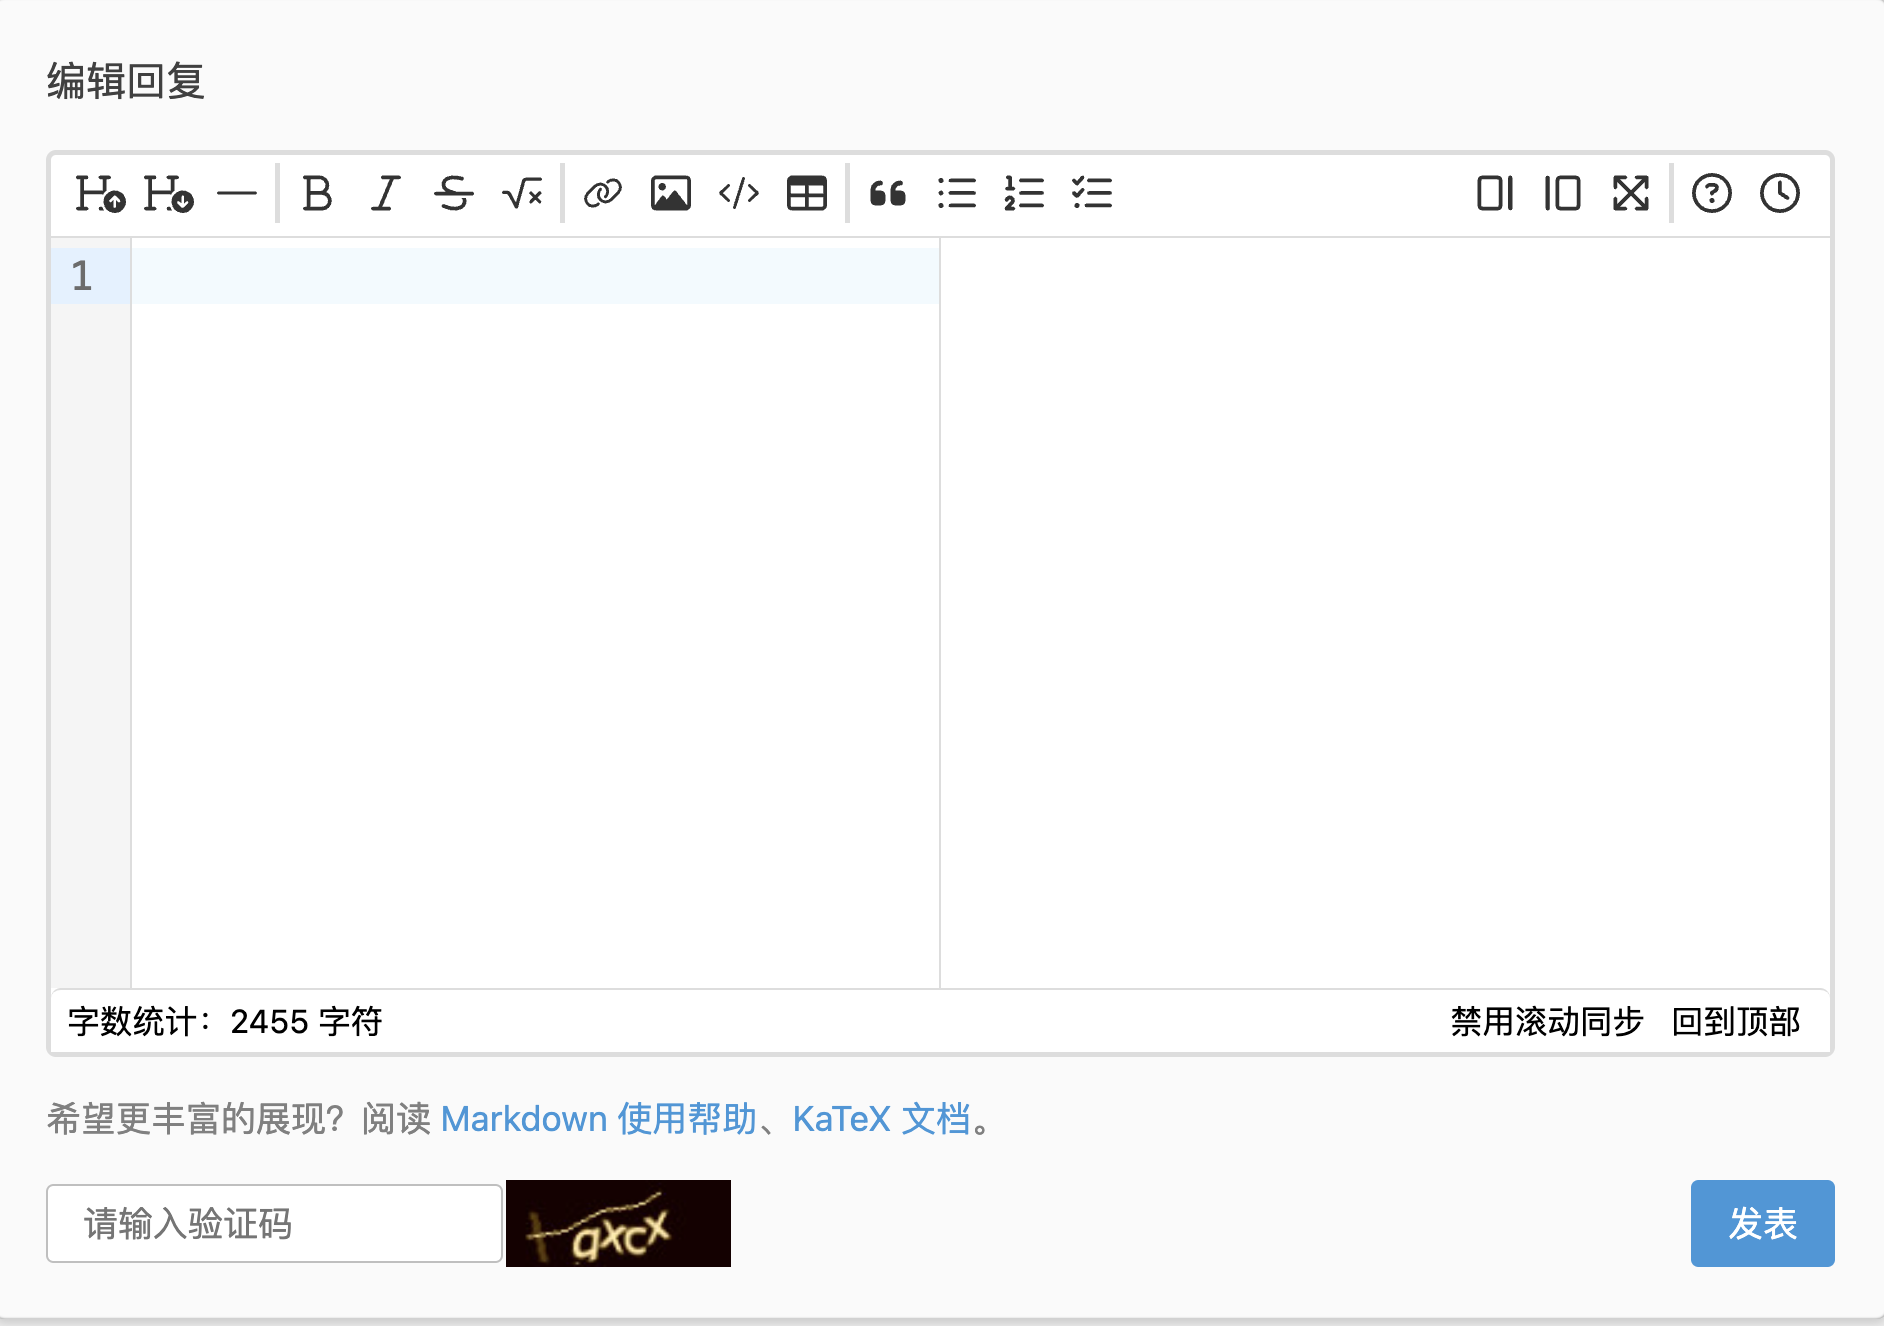 编辑回复
1
字数统计：2455 字符
禁用滚动同步 回到顶部
希望更丰富的展现？阅读 Markdown 使用帮助、KaTeX 文档。
请输入验证码
发表